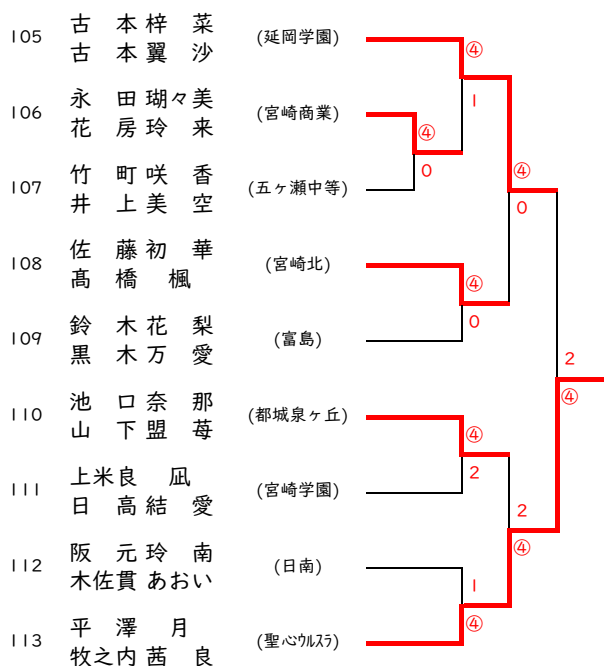 105 古本梓菜 (延岡学園)
古本翼沙
④
1
106 永田瑚々美 (宮崎商業)
花房玲来
④
0
107 竹町咲香 (五ヶ瀬中等)
井上美空
④
0
108 佐藤初華 (宮崎北)
髙橋楓
④
0
109 鈴木花梨 (富島)
黒木万愛
2
④
110 池口奈那 (都城泉ヶ丘)
山下盟苺
④
2
111 上米良凪 (宮崎学園)
日高結愛
2
④
112 阪元玲南 (日南)
木佐貫あおい
1
④
113 平澤月 (聖心ウルスラ)
牧之内茜良